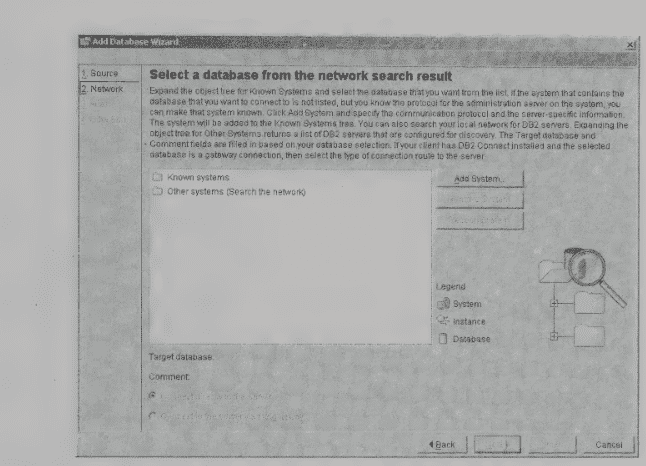 Add Database Wizard
1. Source
2. Network
Select a database from the network search result
Expand the object tree for Known Systems and select the database that you want from the list. If the system that contains the
database that you want to connect to is not listed, but you know the protocol for the administration server on the system, you
can make that system known. Click Add System and specify the communication protocol and the server-specific information.
The system will be added to the Known Systems tree. You can also search your local network for DB2 servers. Expanding the
object tree for Other Systems returns a list of DB2 servers that are configured for discovery. The Target database and
Comment fields are filled in based on your database selection. If your client has DB2 Connect installed and the selected
database is a gateway connection, then select the type of connection route to the server
Known systems
Other systems (Search the network)
Add System..
Legend
System
Instance
Database
Target database:
Comment:
Back
Cancel